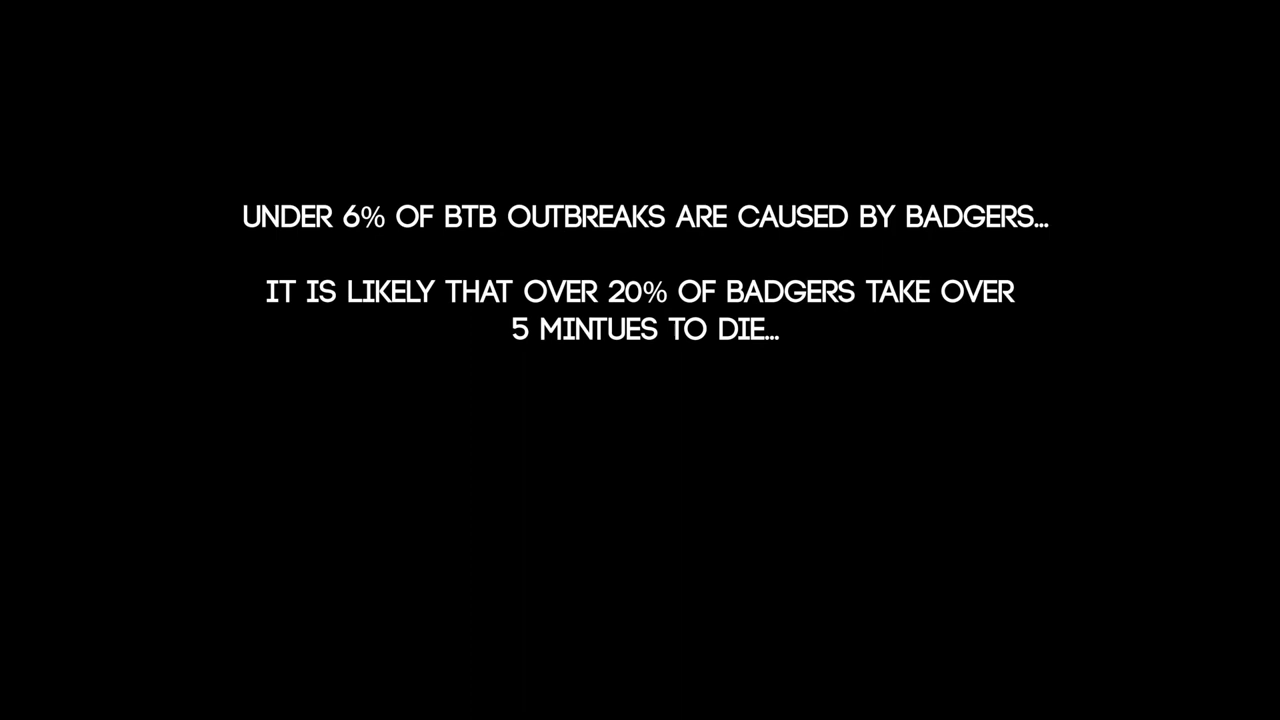 UNDER 6% OF BTB OUTBREAKS ARE CAUSED BY BADGERS...
IT IS LIKELY THAT OVER 20% OF BADGERS TAKE OVER
5 MINTUES TO DIE...